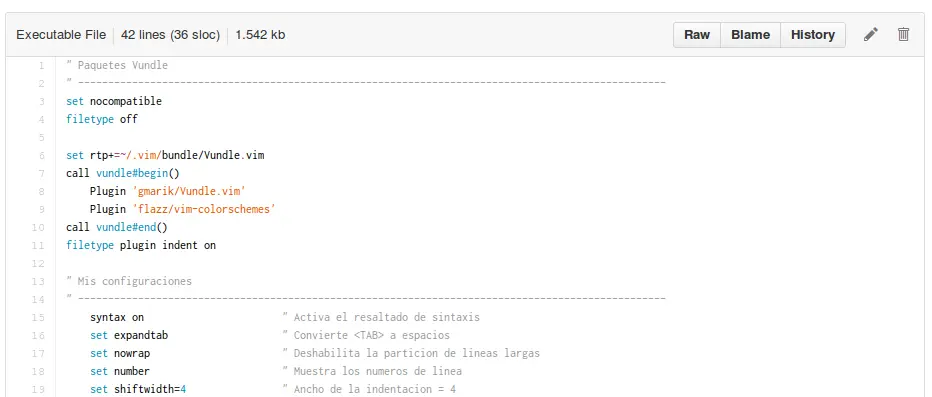 Executable File 42 lines (36 sloc) 1.542 kb Raw Blame History
1 " Paquetes Vundle
2 " --------------------------------------------------------------------------------------------------
3 set nocompatible
4 filetype off
5
6 set rtp+=~/.vim/bundle/Vundle.vim
7 call vundle#begin()
8 Plugin 'gmarik/Vundle.vim'
9 Plugin 'flazz/vim-colorschemes'
10 call vundle#end()
11 filetype plugin indent on
12
13 " Mis configuraciones
14 " --------------------------------------------------------------------------------------------------
15 syntax on " Activa el resaltado de sintaxis
16 set expandtab " Convierte <TAB> a espacios
17 set nowrap " Deshabilita la particion de lineas largas
18 set number " Muestra los numeros de linea
19 set shiftwidth=4 " Ancho de la indentacion = 4